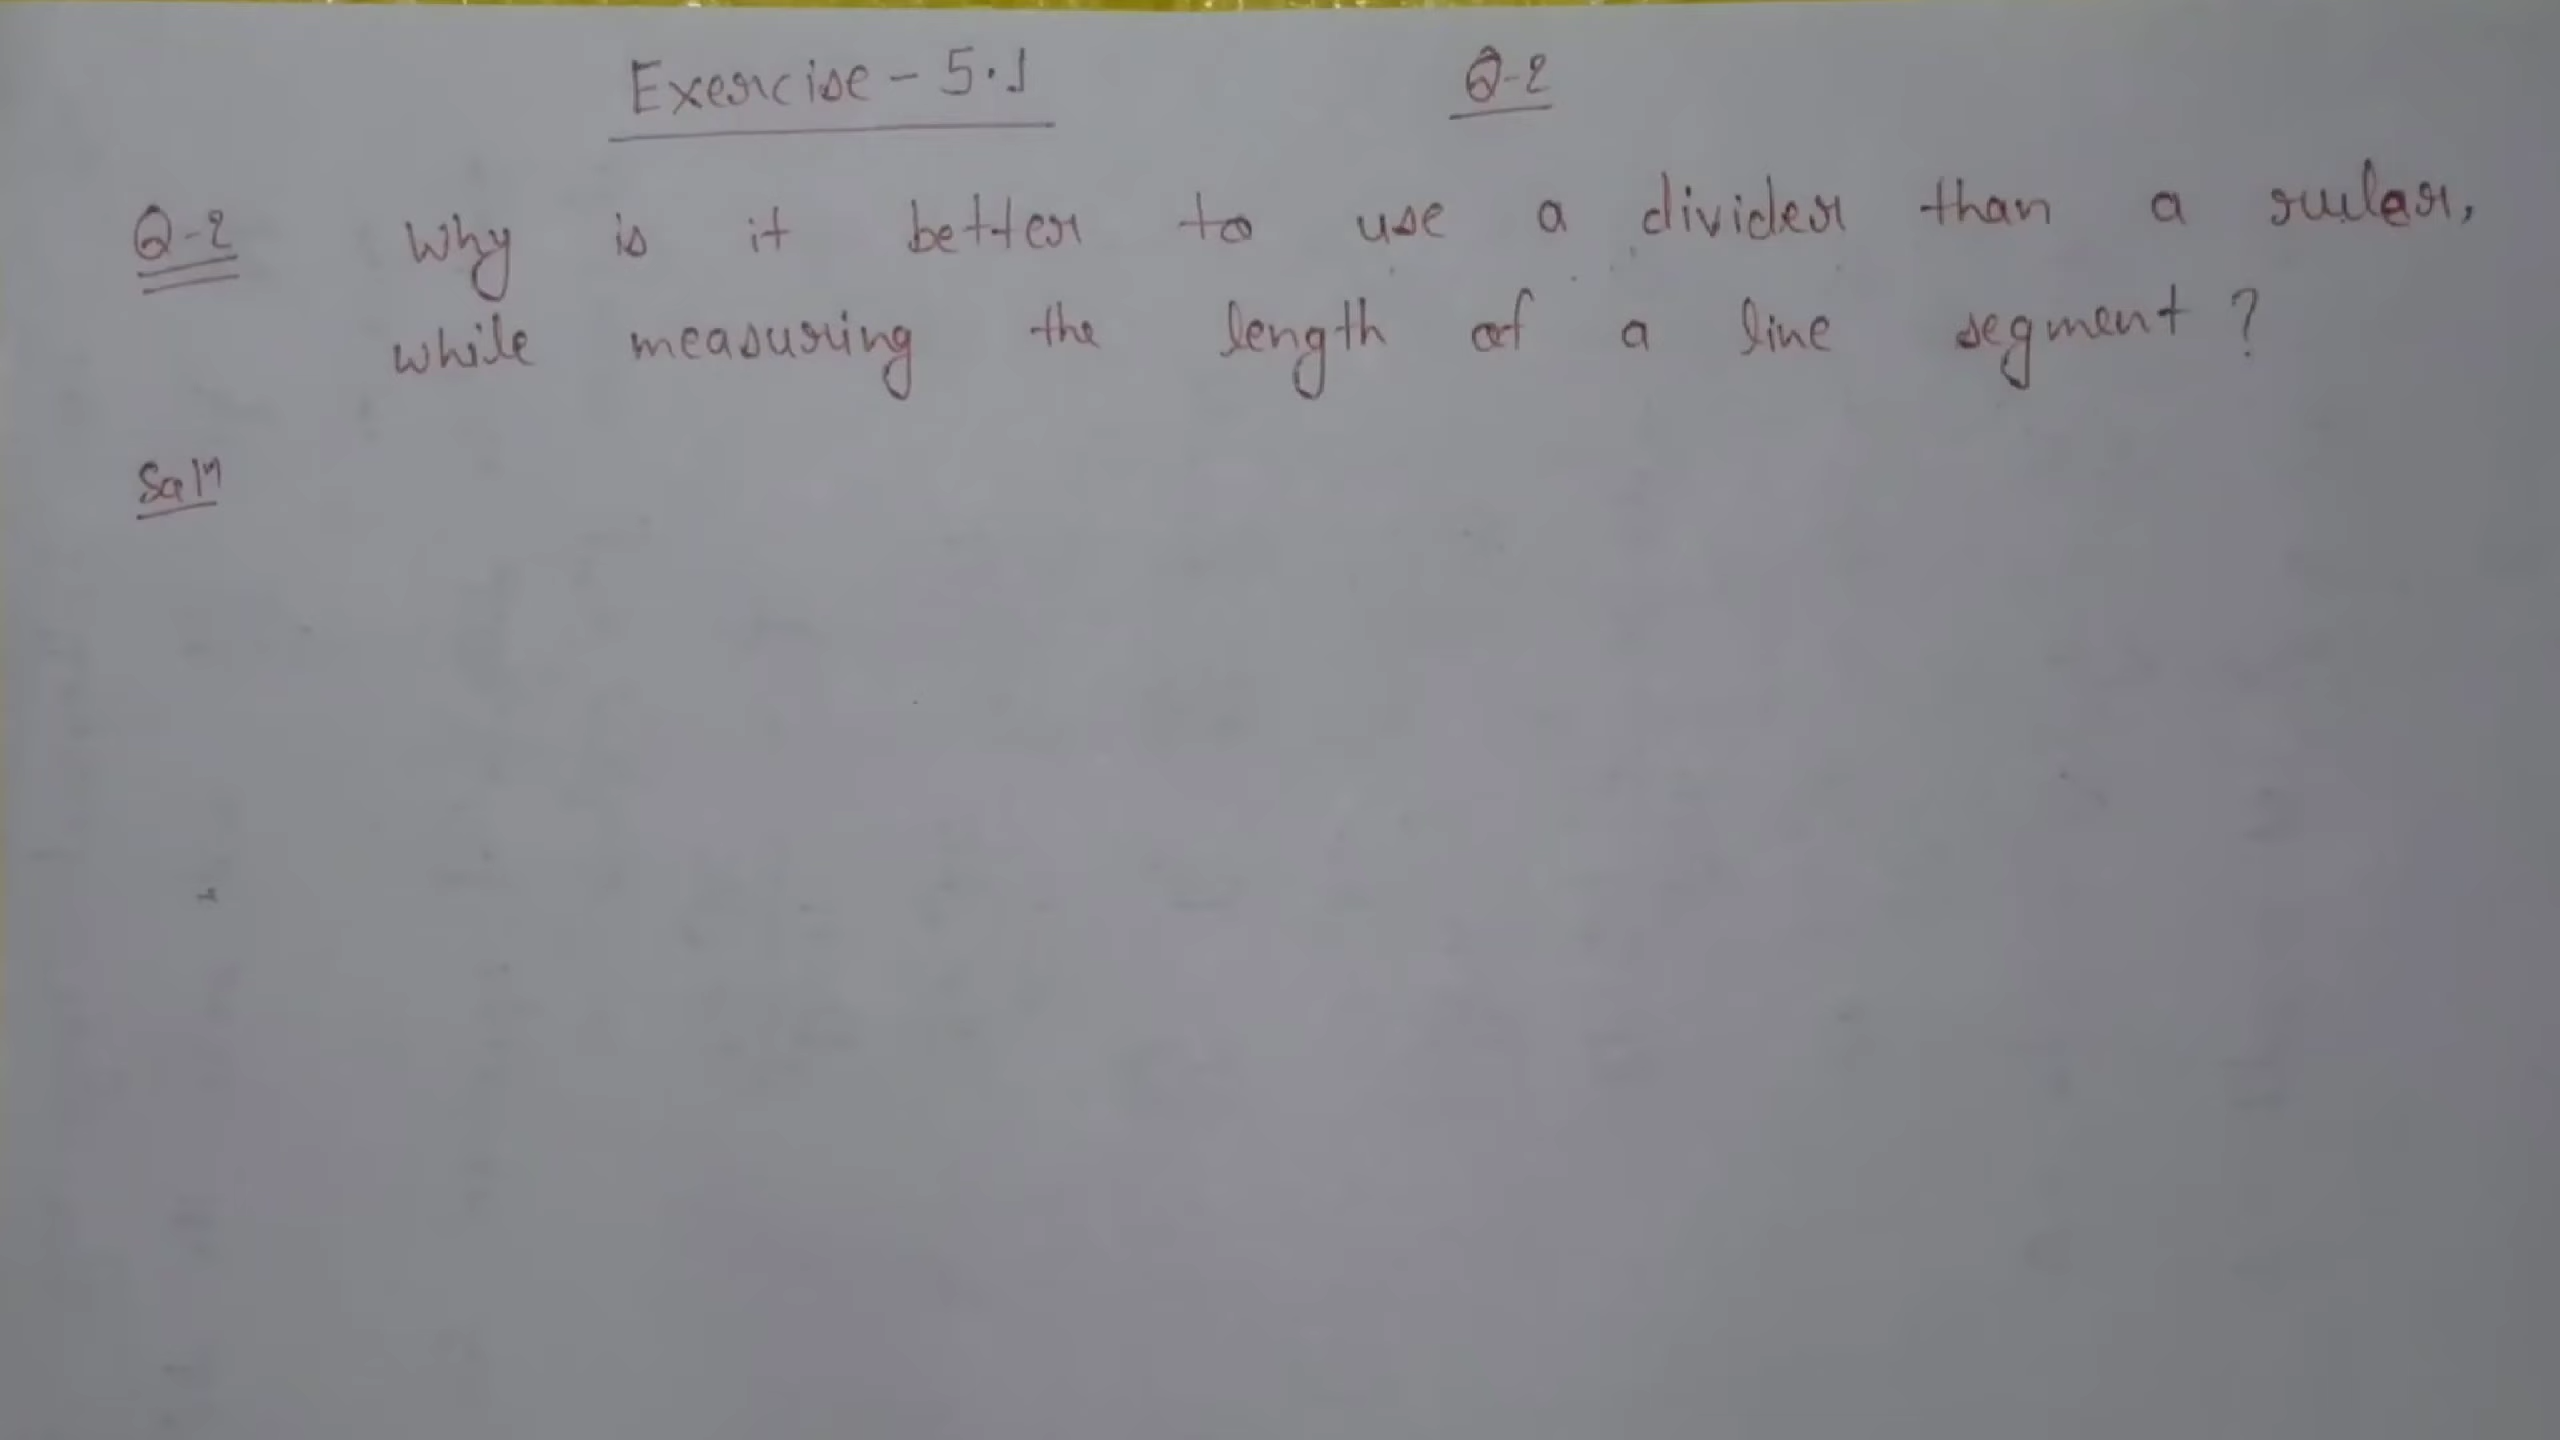 Exercise - 5.1 Q-2
Q-2 Why is it better to use a divider than a ruler,
while measuring the length of a line segment ?
Soln